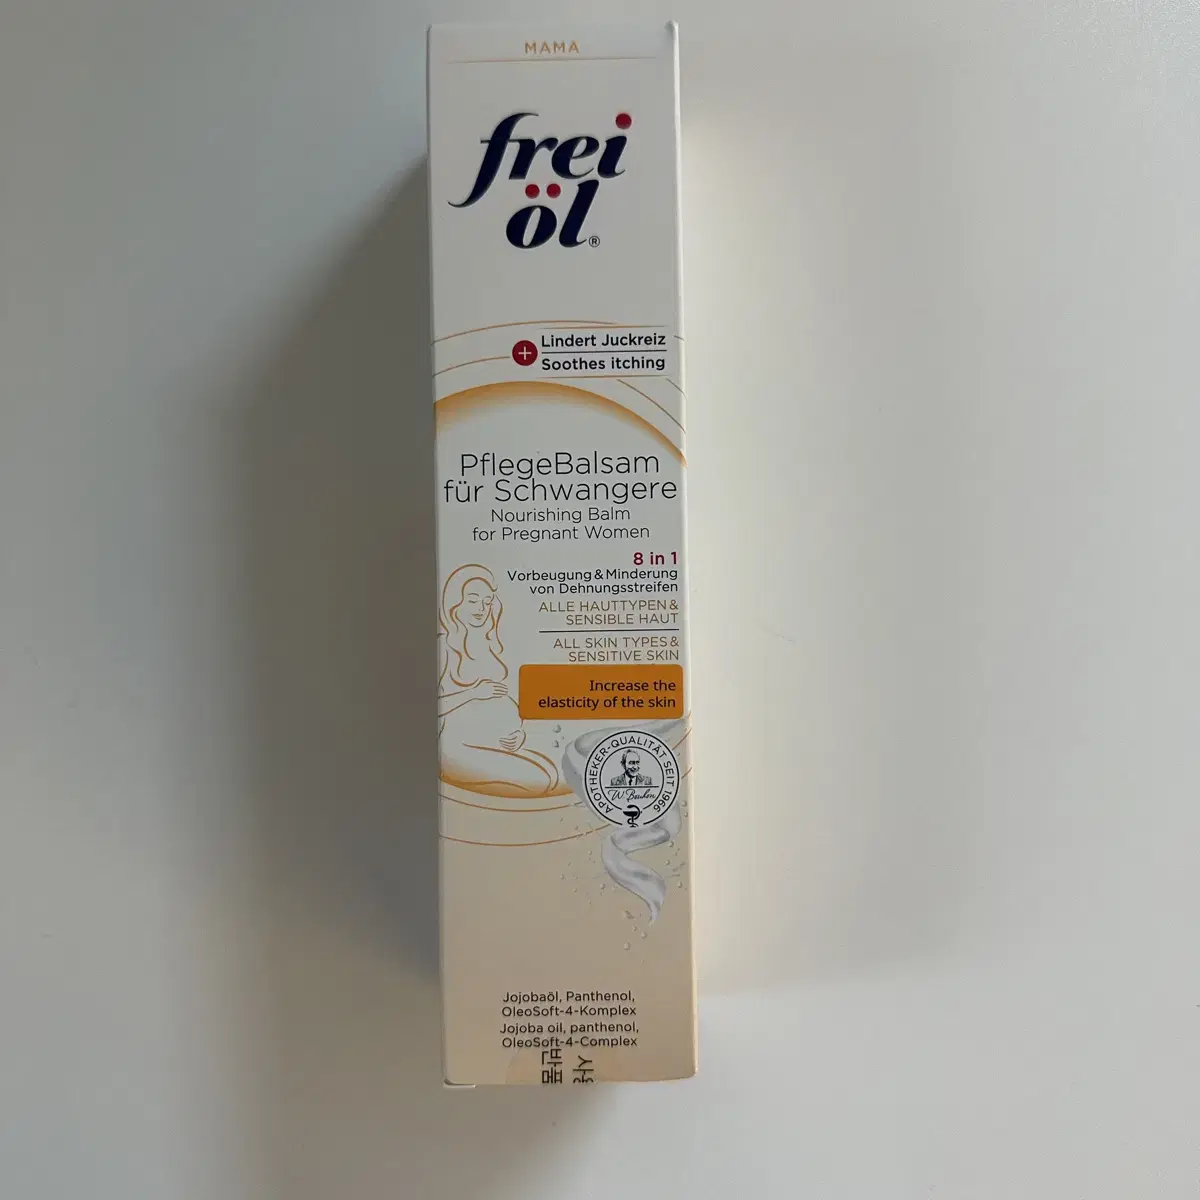 MAMA
frei
öl®
Lindert Juckreiz
Soothes itching
PflegeBalsam
für Schwangere
Nourishing Balm
for Pregnant Women
8 in 1
Vorbeugung & Minderung
von Dehnungsstreifen
ALLE HAUTTYPEN &
SENSIBLE HAUT
ALL SKIN TYPES &
SENSITIVE SKIN
Increase the
elasticity of the skin
APOTHEKER-QUALITÄT SEIT 1966
Jojobaöl, Panthenol,
OleoSoft-4-Komplex
Jojoba oil, panthenol,
OleoSoft-4-Complex